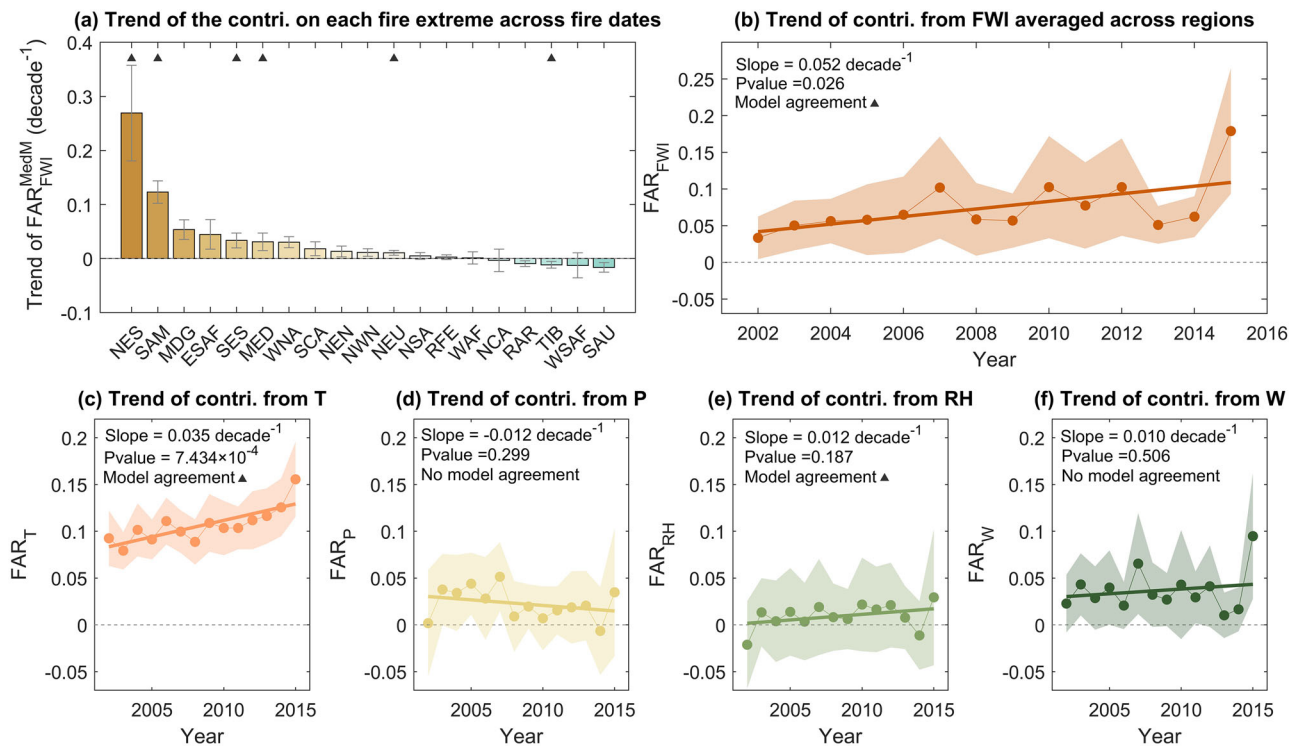 (a) Trend of the contri. on each fire extreme across fire dates
Trend of FAR_FWI^MedM (decade⁻¹)
0.4
0.3
0.2
0.1
0
-0.1
NES SAM MDG ESAF SES MED WNA SCA NEN NWN NEU NSA RFE WAF NCA RAR TIB WSAF SAU
(b) Trend of contri. from FWI averaged across regions
Slope = 0.052 decade⁻¹
Pvalue =0.026
Model agreement ▲
FAR_FWI
0.25
0.2
0.15
0.1
0.05
0
-0.05
2002 2004 2006 2008 2010 2012 2014 2016
Year
(c) Trend of contri. from T
Slope = 0.035 decade⁻¹
Pvalue = 7.434×10⁻⁴
Model agreement ▲
FAR_T
0.2
0.15
0.1
0.05
0
-0.05
2005 2010 2015
Year
(d) Trend of contri. from P
Slope = -0.012 decade⁻¹
Pvalue =0.299
No model agreement
FAR_P
0.2
0.15
0.1
0.05
0
-0.05
2005 2010 2015
Year
(e) Trend of contri. from RH
Slope = 0.012 decade⁻¹
Pvalue =0.187
Model agreement ▲
FAR_RH
0.2
0.15
0.1
0.05
0
-0.05
2005 2010 2015
Year
(f) Trend of contri. from W
Slope = 0.010 decade⁻¹
Pvalue =0.506
No model agreement
FAR_W
0.2
0.15
0.1
0.05
0
-0.05
2005 2010 2015
Year